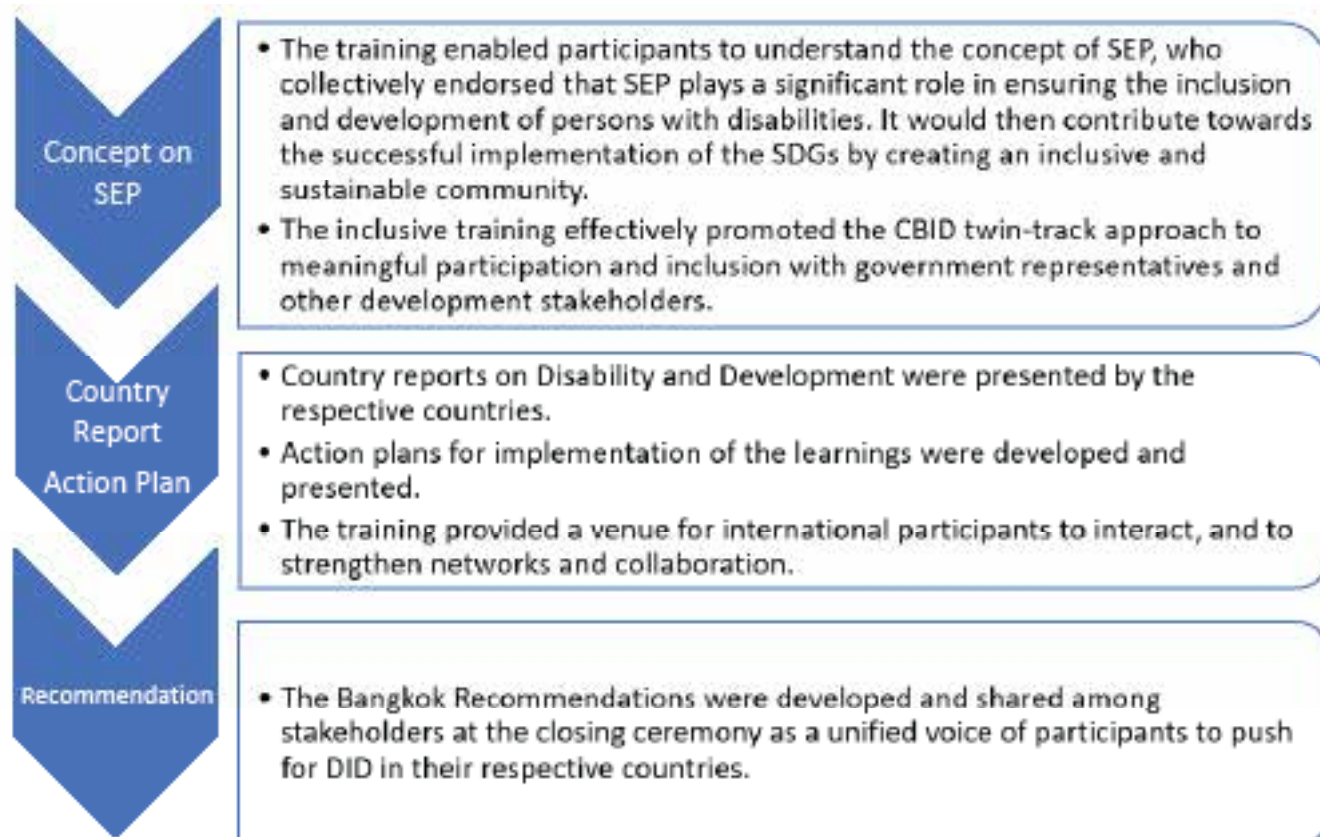 Concept on
SEP
• The training enabled participants to understand the concept of SEP, who
collectively endorsed that SEP plays a significant role in ensuring the inclusion
and development of persons with disabilities. It would then contribute towards
the successful implementation of the SDGs by creating an inclusive and
sustainable community.
• The inclusive training effectively promoted the CBID twin-track approach to
meaningful participation and inclusion with government representatives and
other development stakeholders.
Country
Report
Action Plan
• Country reports on Disability and Development were presented by the
respective countries.
• Action plans for implementation of the learnings were developed and
presented.
• The training provided a venue for international participants to interact, and to
strengthen networks and collaboration.
Recommendation
• The Bangkok Recommendations were developed and shared among
stakeholders at the closing ceremony as a unified voice of participants to push
for DID in their respective countries.